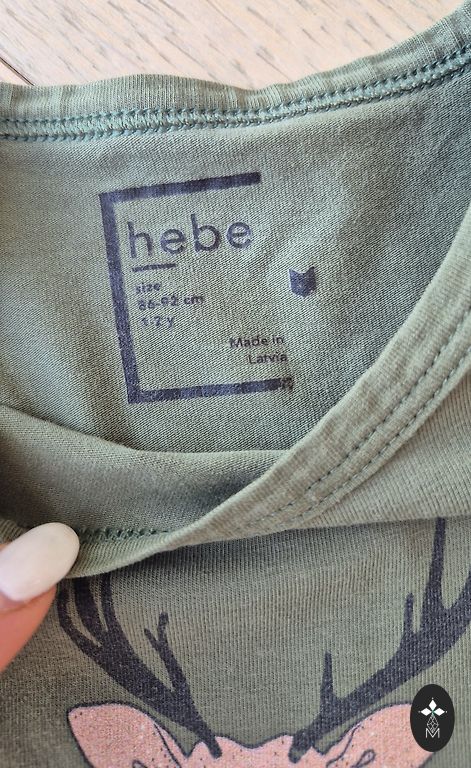 hebe
size
86-92 cm
1-2 y
Made in
Latvia
M